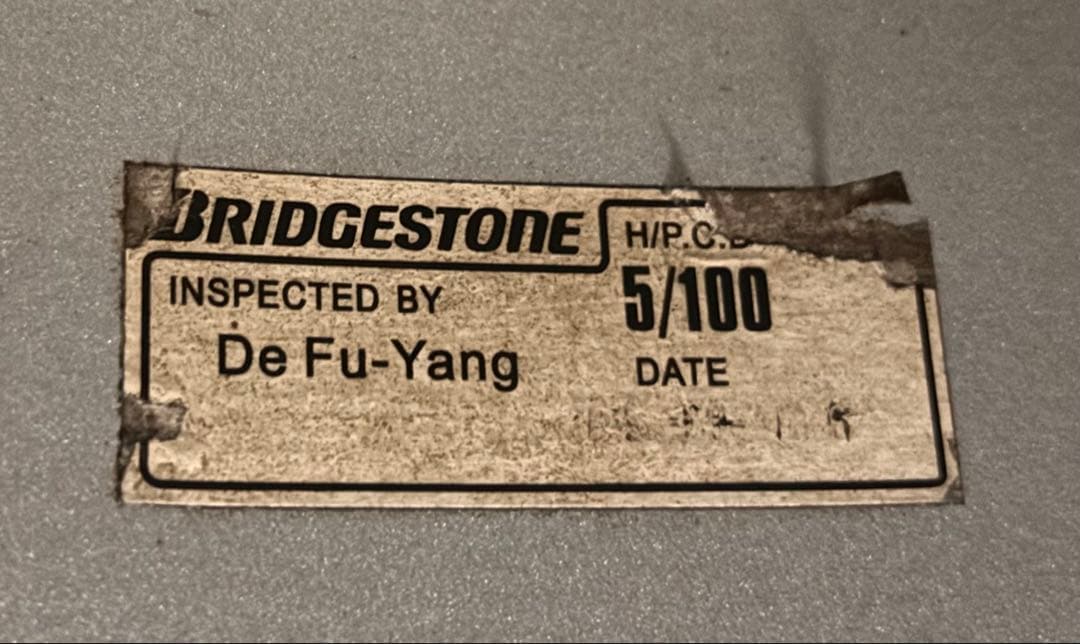 BRIDGESTONE
H/P.C.D
INSPECTED BY
5/100
De Fu-Yang
DATE